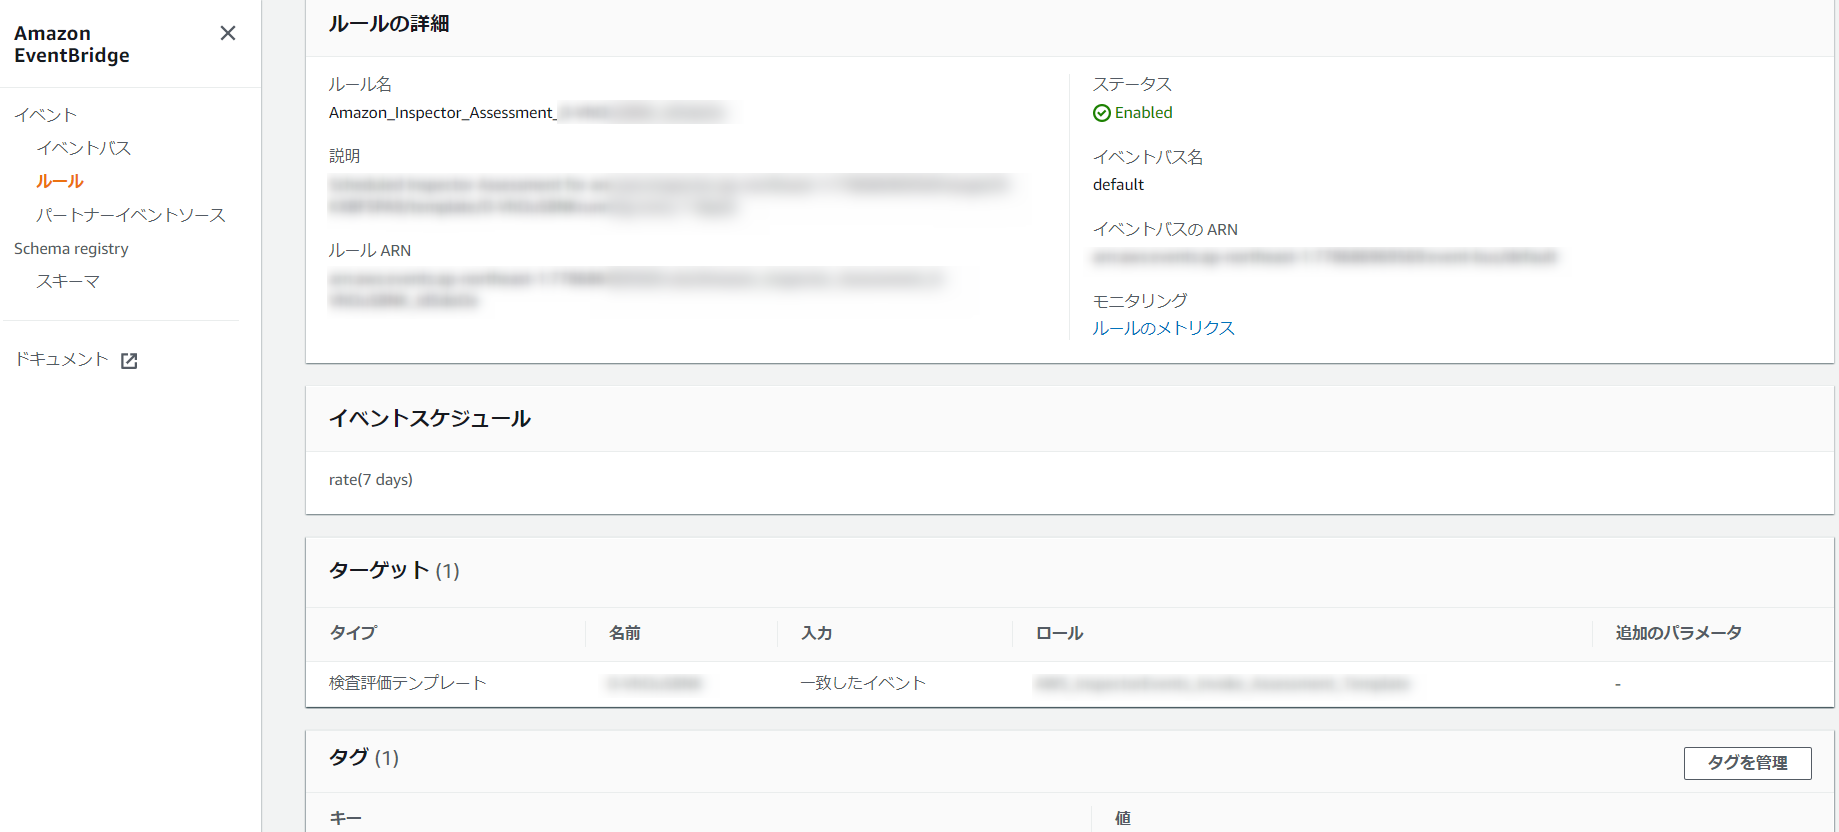 Amazon
EventBridge
イベント
イベントバス
ルール
パートナーイベントソース
Schema registry
スキーマ
ドキュメント
ルールの詳細
ルール名
Amazon_Inspector_Assessment_
説明
ルール ARN
ステータス
Enabled
イベントバス名
default
イベントバスの ARN
モニタリング
ルールのメトリクス
イベントスケジュール
rate(7 days)
ターゲット (1)
タイプ 名前 入力 ロール 追加のパラメータ
検査評価テンプレート 一致したイベント -
タグ (1)
タグを管理
キー 値